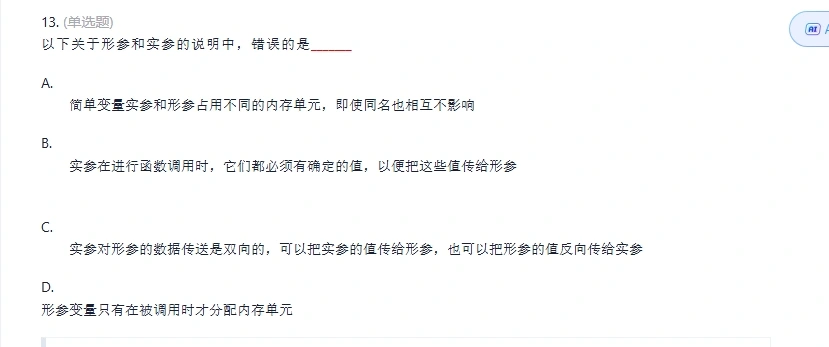 13. (单选题)
以下关于形参和实参的说明中，错误的是______
AI
A.
简单变量实参和形参占用不同的内存单元，即使同名也相互不影响
B.
实参在进行函数调用时，它们都必须有确定的值，以便把这些值传给形参
C.
实参对形参的数据传送是双向的，可以把实参的值传给形参，也可以把形参的值反向传给实参
D.
形参变量只有在被调用时才分配内存单元